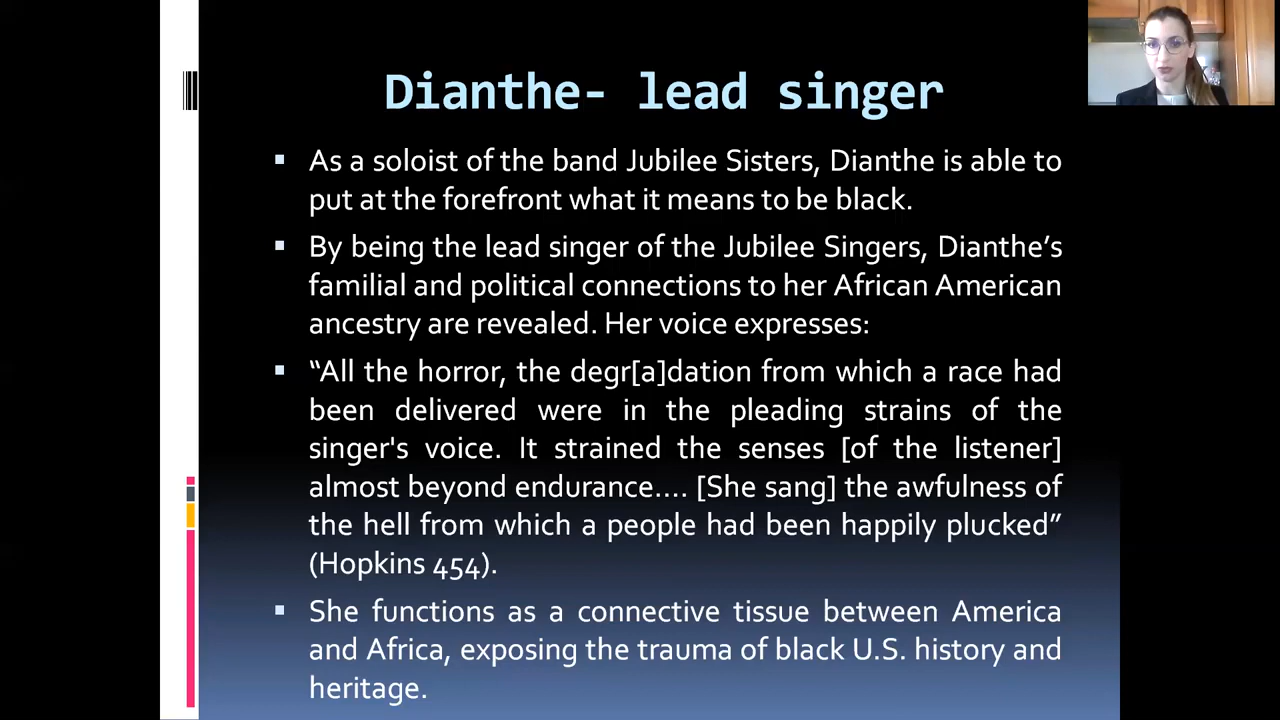 Dianthe- lead singer
As a soloist of the band Jubilee Sisters, Dianthe is able to
put at the forefront what it means to be black.
By being the lead singer of the Jubilee Singers, Dianthe’s
familial and political connections to her African American
ancestry are revealed. Her voice expresses:
“All the horror, the degr[a]dation from which a race had
been delivered were in the pleading strains of the
singer's voice. It strained the senses [of the listener]
almost beyond endurance.... [She sang] the awfulness of
the hell from which a people had been happily plucked”
(Hopkins 454).
She functions as a connective tissue between America
and Africa, exposing the trauma of black U.S. history and
heritage.